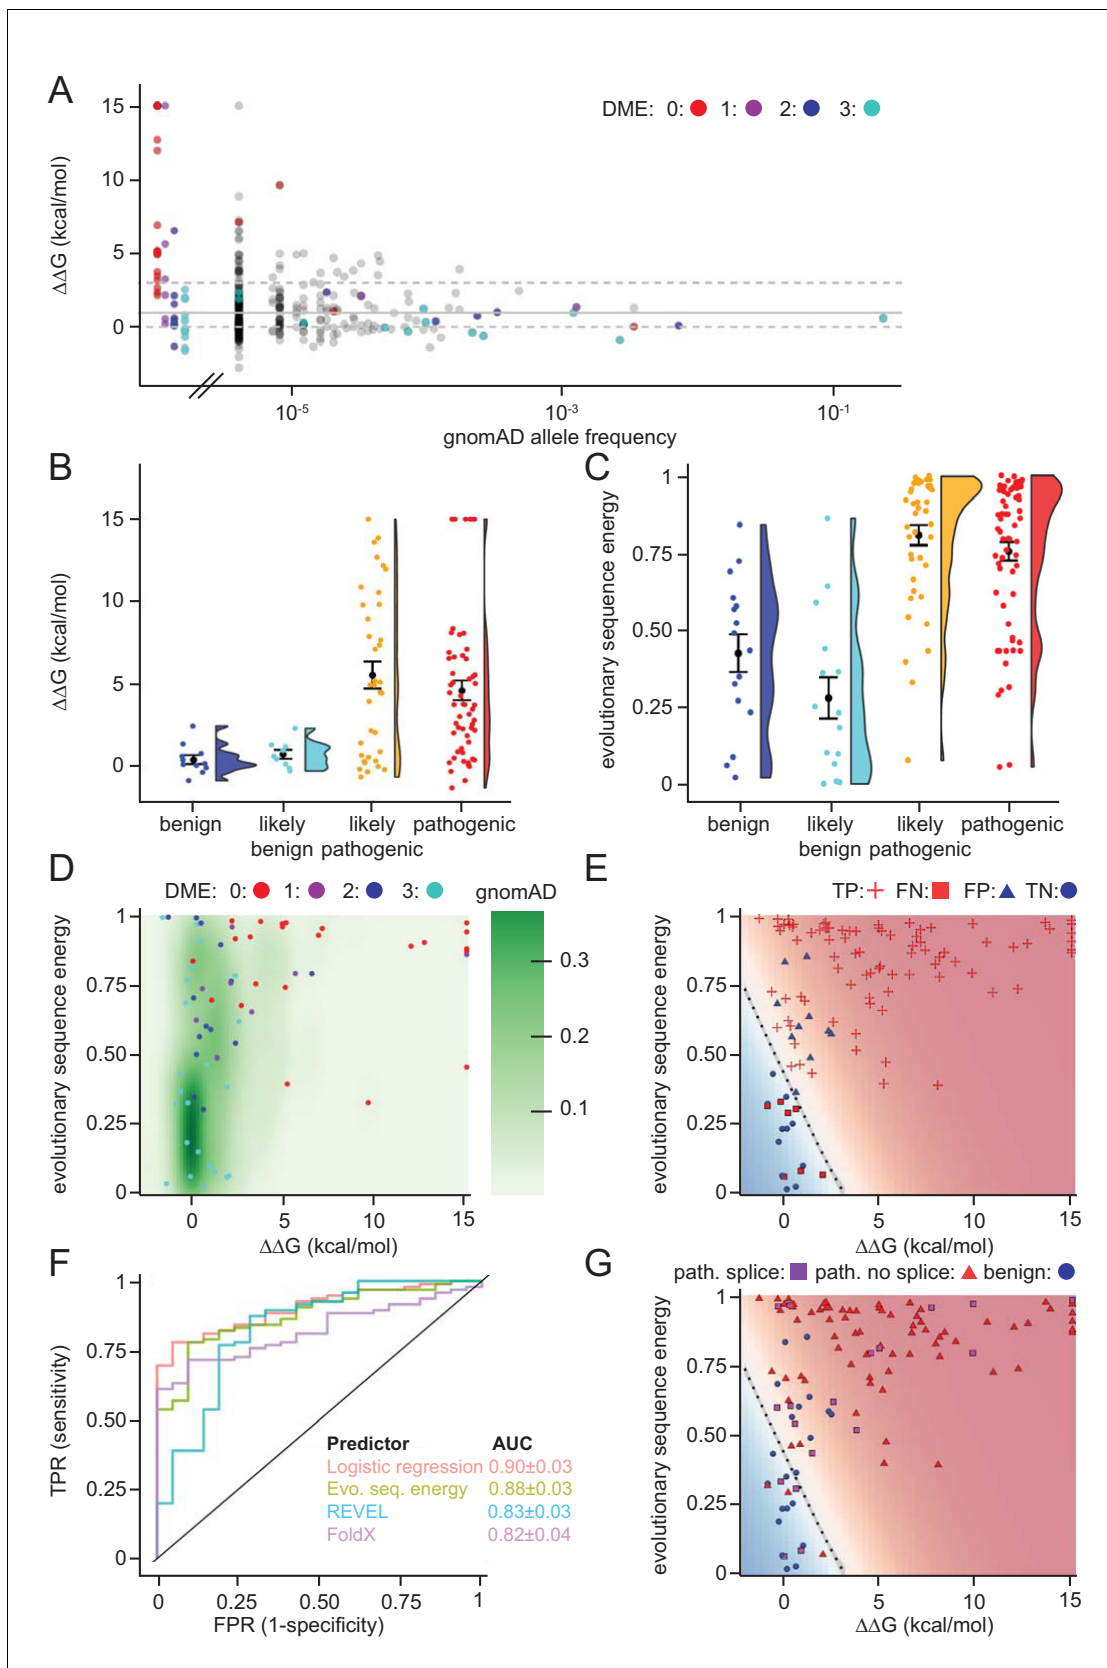 A
DME: 0: 1: 2: 3:
ΔΔG (kcal/mol)
15
10
5
0
10-5
10-3
10-1
gnomAD allele frequency
B
ΔΔG (kcal/mol)
15
10
5
0
benign
likely
benign
likely
pathogenic
pathogenic
C
evolutionary sequence energy
1
0.75
0.50
0.25
0
benign
likely
benign
likely
pathogenic
pathogenic
D
DME: 0: 1: 2: 3:
gnomAD
evolutionary sequence energy
1
0.75
0.50
0.25
0
0.3
0.2
0.1
0
5
10
15
ΔΔG (kcal/mol)
E
TP: FN: FP: TN:
evolutionary sequence energy
1
0.75
0.50
0.25
0
0
5
10
15
ΔΔG (kcal/mol)
F
TPR (sensitivity)
1
0.75
0.50
0.25
0
Predictor AUC
Logistic regression 0.90±0.03
Evo. seq. energy 0.88±0.03
REVEL 0.83±0.03
FoldX 0.82±0.04
0
0.25
0.50
0.75
1
FPR (1-specificity)
G
path. splice: path. no splice: benign:
evolutionary sequence energy
1
0.75
0.50
0.25
0
0
5
10
15
ΔΔG (kcal/mol)